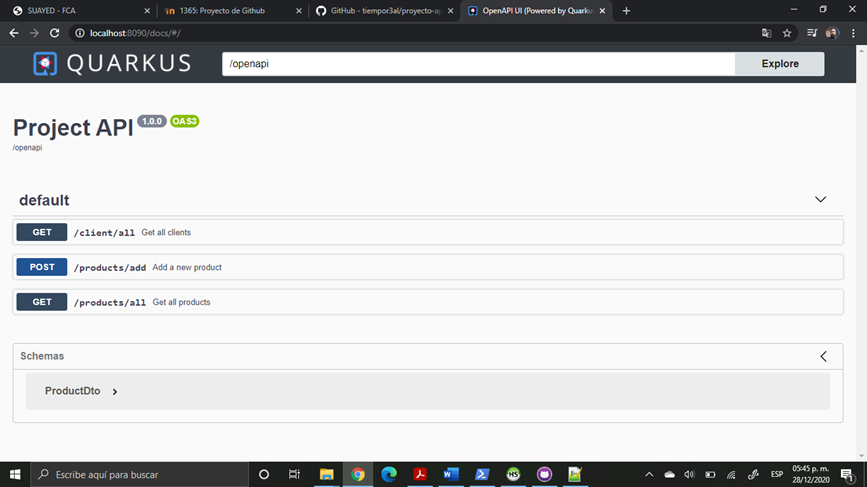 SUAYED - FCA
1365: Proyecto de Github
GitHub - tiempor3al/proyecto-ap
OpenAPI UI (Powered by Quarkus
localhost:8090/docs/#/
QUARKUS
/openapi
Explore
Project API 1.0.0 OAS3
/openapi
default
GET /client/all Get all clients
POST /products/add Add a new product
GET /products/all Get all products
Schemas
ProductDto
Escribe aquí para buscar
ESP
05:45 p. m.
28/12/2020
1